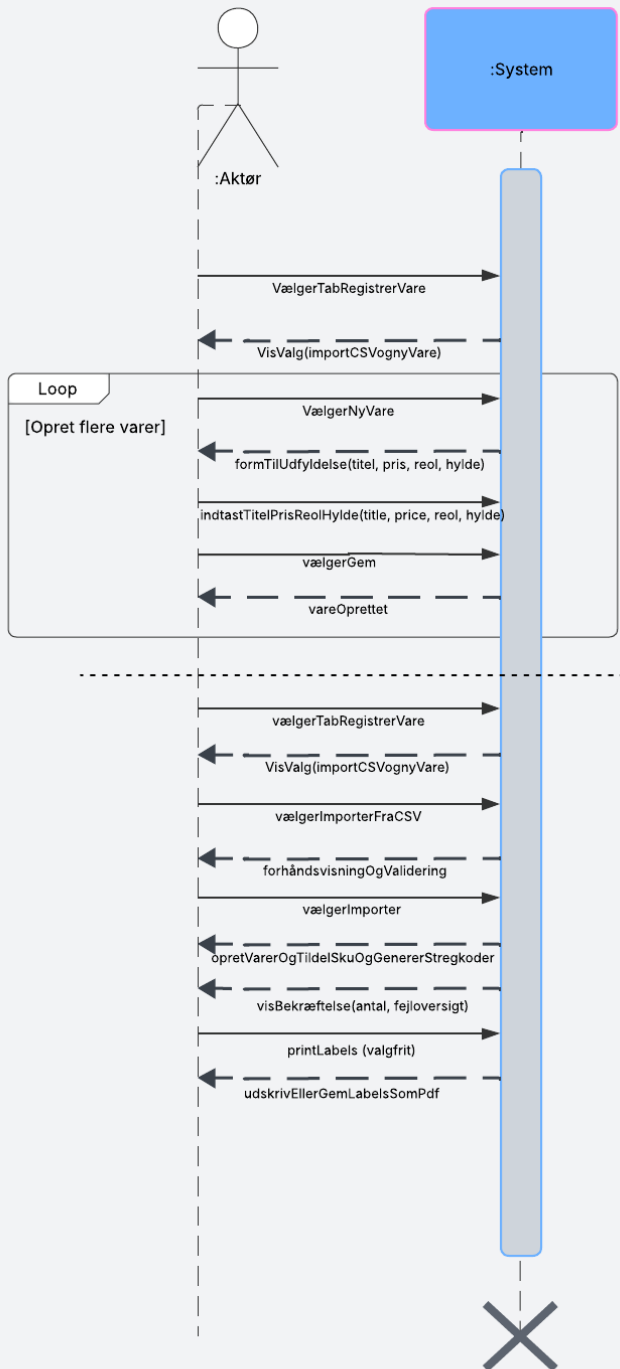 :System
:Aktør
VælgerTabRegistrerVare
VisValg(importCSVognyVare)
Loop
[Opret flere varer]
VælgerNyVare
formTilUdfyldelse(titel, pris, reol, hylde)
indtastTitelPrisReolHylde(title, price, reol, hylde)
vælgerGem
vareOprettet
vælgerTabRegistrerVare
VisValg(importCSVognyVare)
vælgerImporterFraCSV
forhåndsvisningOgValidering
vælgerImporter
opretVarerOgTildelSkuOgGenererStregkoder
visBekræftelse(antal, fejloversigt)
printLabels (valgfrit)
udskrivEllerGemLabelsSomPdf